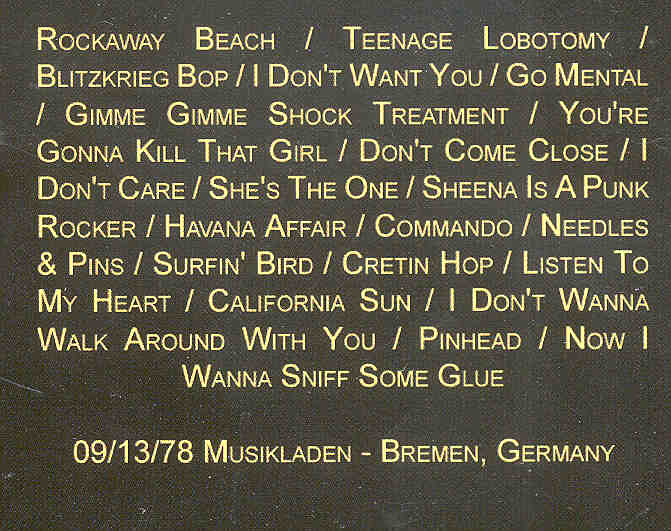 Rockaway Beach / Teenage Lobotomy /
Blitzkrieg Bop / I Don't Want You / Go Mental
/ Gimme Gimme Shock Treatment / You're
Gonna Kill That Girl / Don't Come Close / I
Don't Care / She's The One / Sheena Is A Punk
Rocker / Havana Affair / Commando / Needles
& Pins / Surfin' Bird / Cretin Hop / Listen To
My Heart / California Sun / I Don't Wanna
Walk Around With You / Pinhead / Now I
Wanna Sniff Some Glue
09/13/78 Musikladen - Bremen, Germany